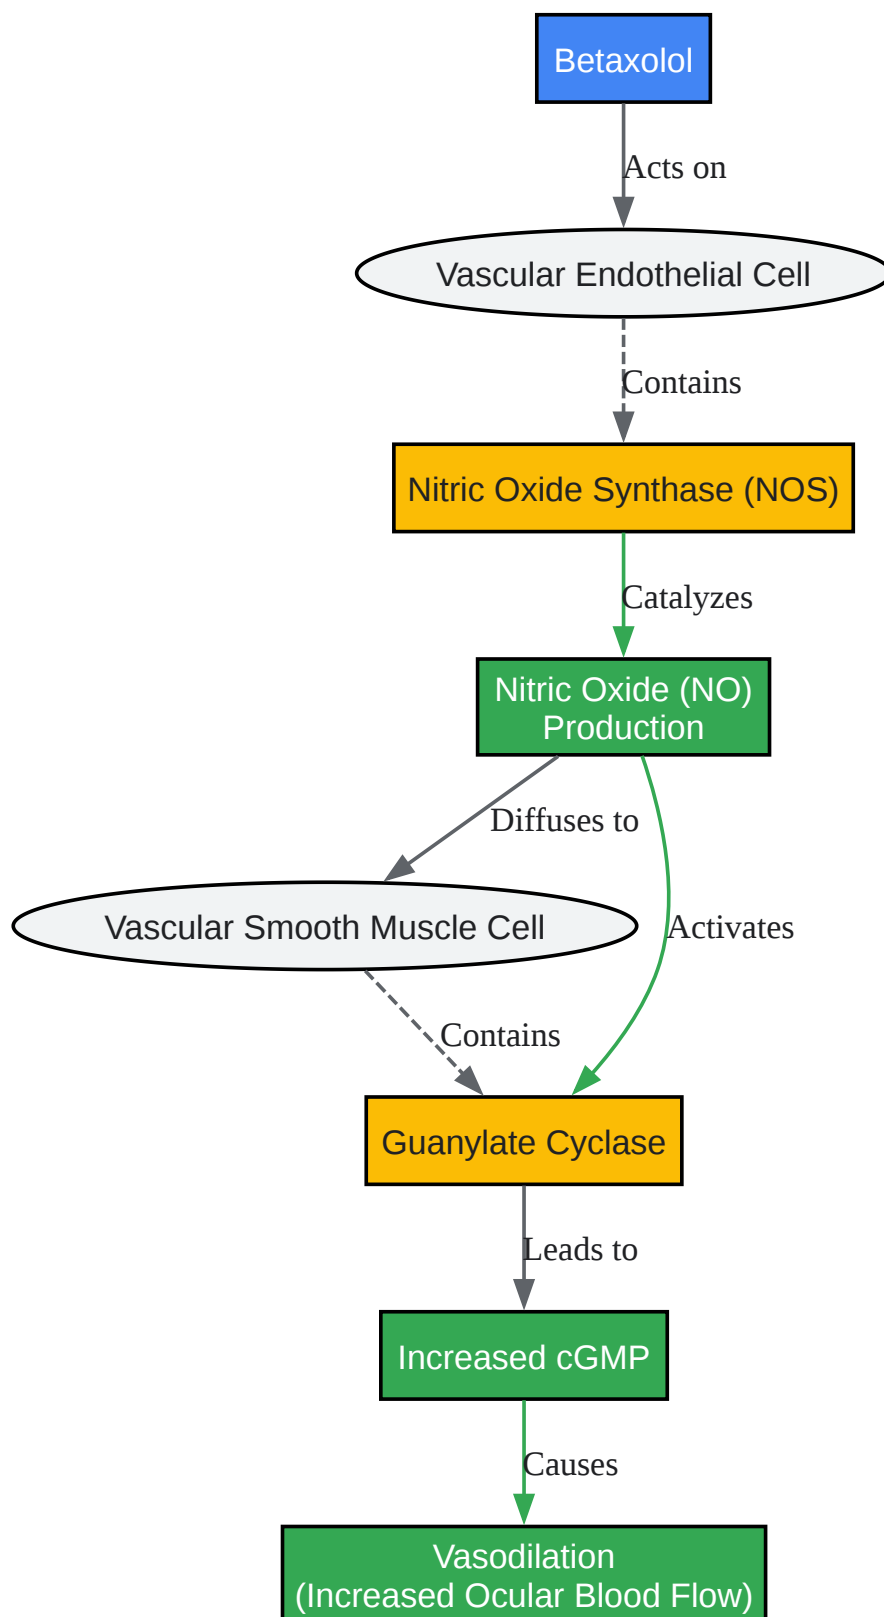 Betaxolol
Acts on
Vascular Endothelial Cell
Contains
Nitric Oxide Synthase (NOS)
Catalyzes
Nitric Oxide (NO)
Production
Diffuses to
Vascular Smooth Muscle Cell
Activates
Contains
Guanylate Cyclase
Leads to
Increased cGMP
Causes
Vasodilation
(Increased Ocular Blood Flow)